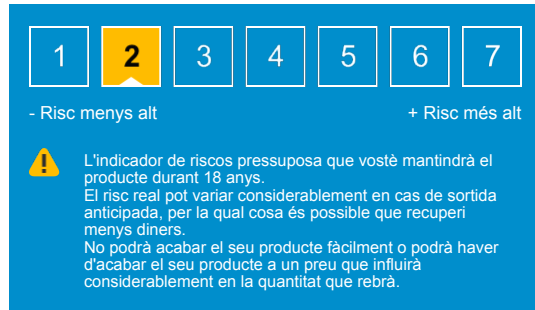 1 2 3 4 5 6 7
- Risc menys alt + Risc més alt
L'indicador de riscos pressuposa que vostè mantindrà el
producte durant 18 anys.
El risc real pot variar considerablement en cas de sortida
anticipada, per la qual cosa és possible que recuperi
menys diners.
No podrà acabar el seu producte fàcilment o podrà haver
d'acabar el seu producte a un preu que influirà
considerablement en la quantitat que rebrà.